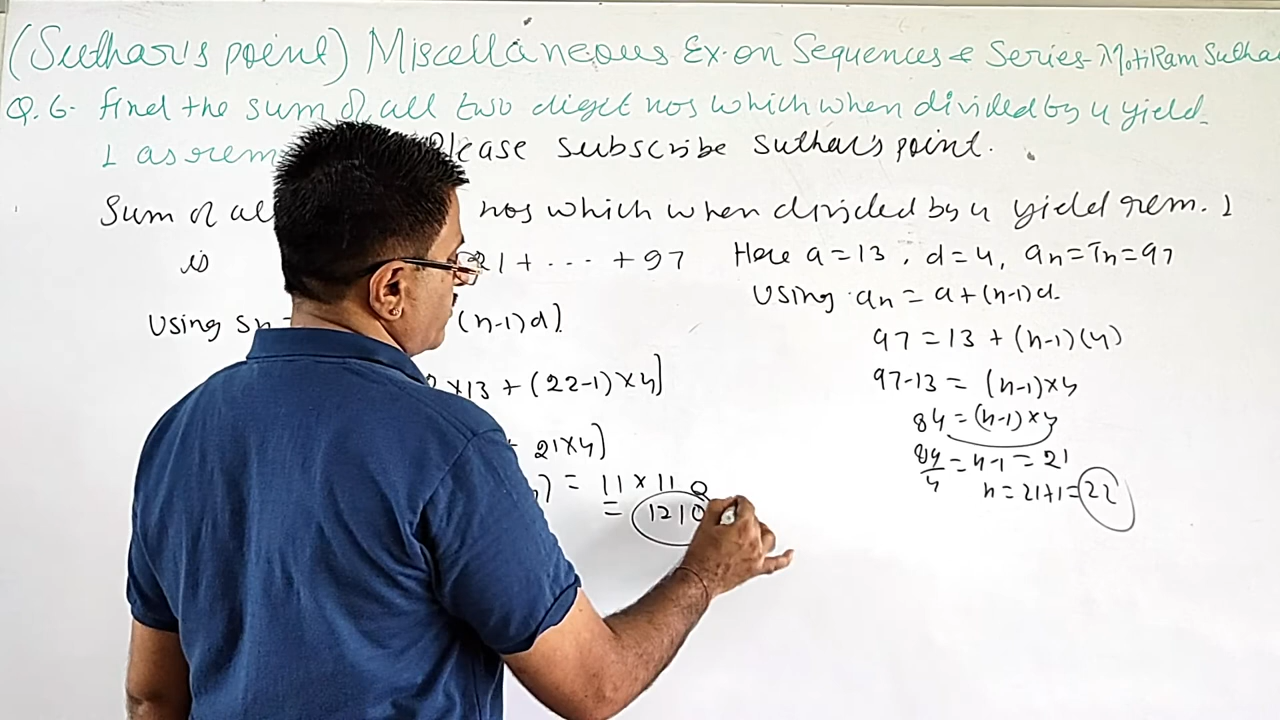 (Suthar's point) Miscellaneous Ex. on Sequences & Series - MotiRam Suthar
Q.6. find the sum of all two digit nos which when divided by 4 yield
1 as rem Please subscribe Suthar's point.
Sum of all nos which when divided by 4 yield rem. 1
is 21 + ... + 97 Here a = 13, d = 4, an = Tn = 97
Using an = a + (n-1)d.
Using Sn = (n-1)d]
97 = 13 + (n-1)(4)
×13 + (22-1)×4]
97-13 = (n-1)×4
84 = (n-1)×4
+ 21×4]
84/4 = n-1 = 21
] = 11 × 110
n = 21+1 = 22
= 1210